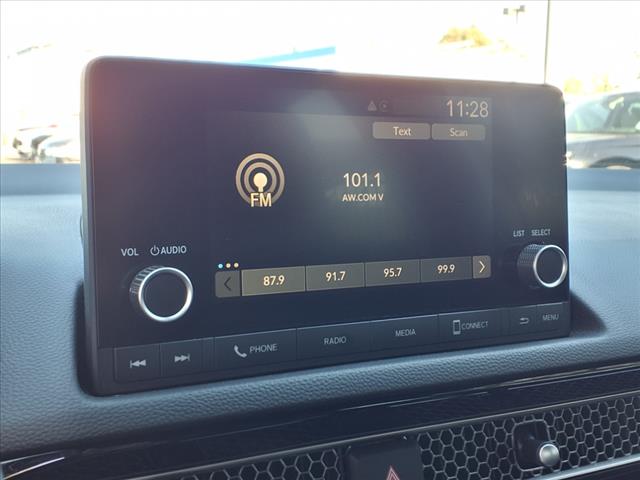 11:28
Text Scan
FM
101.1
AW.COM V
VOL AUDIO
LIST SELECT
87.9 91.7 95.7 99.9
PHONE RADIO MEDIA CONNECT MENU